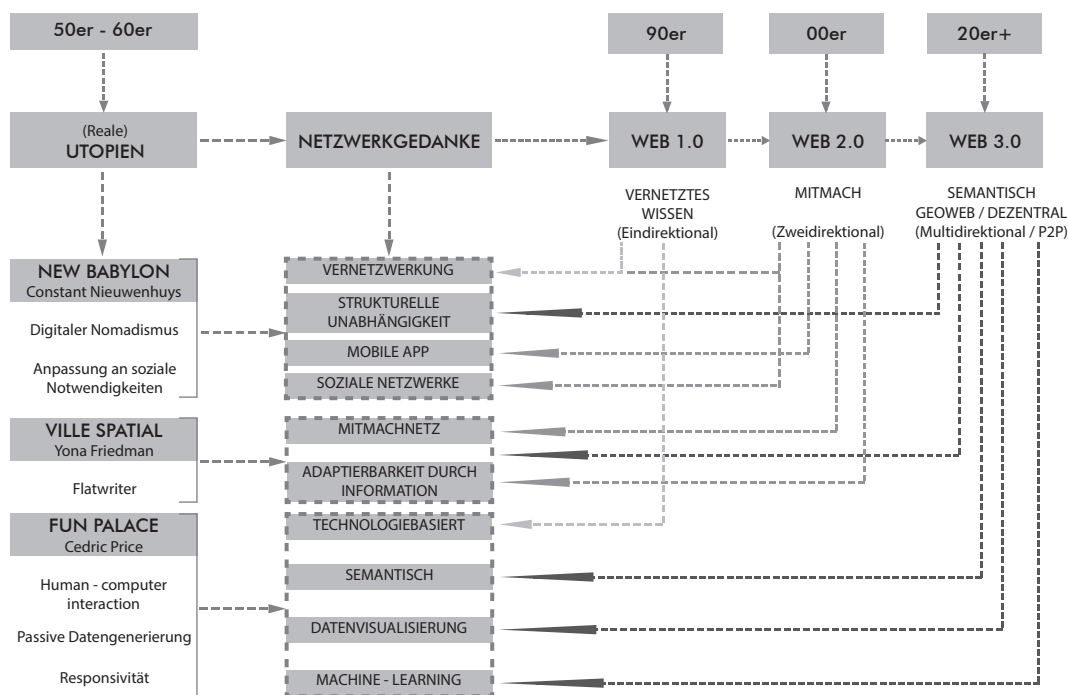 50er - 60er
90er
00er
20er+
(Reale)
UTOPIEN
NETZWERKGEDANKE
WEB 1.0
WEB 2.0
WEB 3.0
VERNETZTES
WISSEN
(Eindirektional)
MITMACH
(Zweidirektional)
SEMANTISCH
GEOWEB / DEZENTRAL
(Multidirektional / P2P)
NEW BABYLON
Constant Nieuwenhuys
Digitaler Nomadismus
Anpassung an soziale
Notwendigkeiten
VERNETZWERKUNG
STRUKTURELLE
UNABHÄNGIGKEIT
MOBILE APP
SOZIALE NETZWERKE
VILLE SPATIAL
Yona Friedman
Flatwriter
MITMACHNETZ
ADAPTIERBARKEIT DURCH
INFORMATION
FUN PALACE
Cedric Price
Human - computer
interaction
Passive Datengenerierung
Responsivität
TECHNOLOGIEBASIERT
SEMANTISCH
DATENVISUALISIERUNG
MACHINE - LEARNING